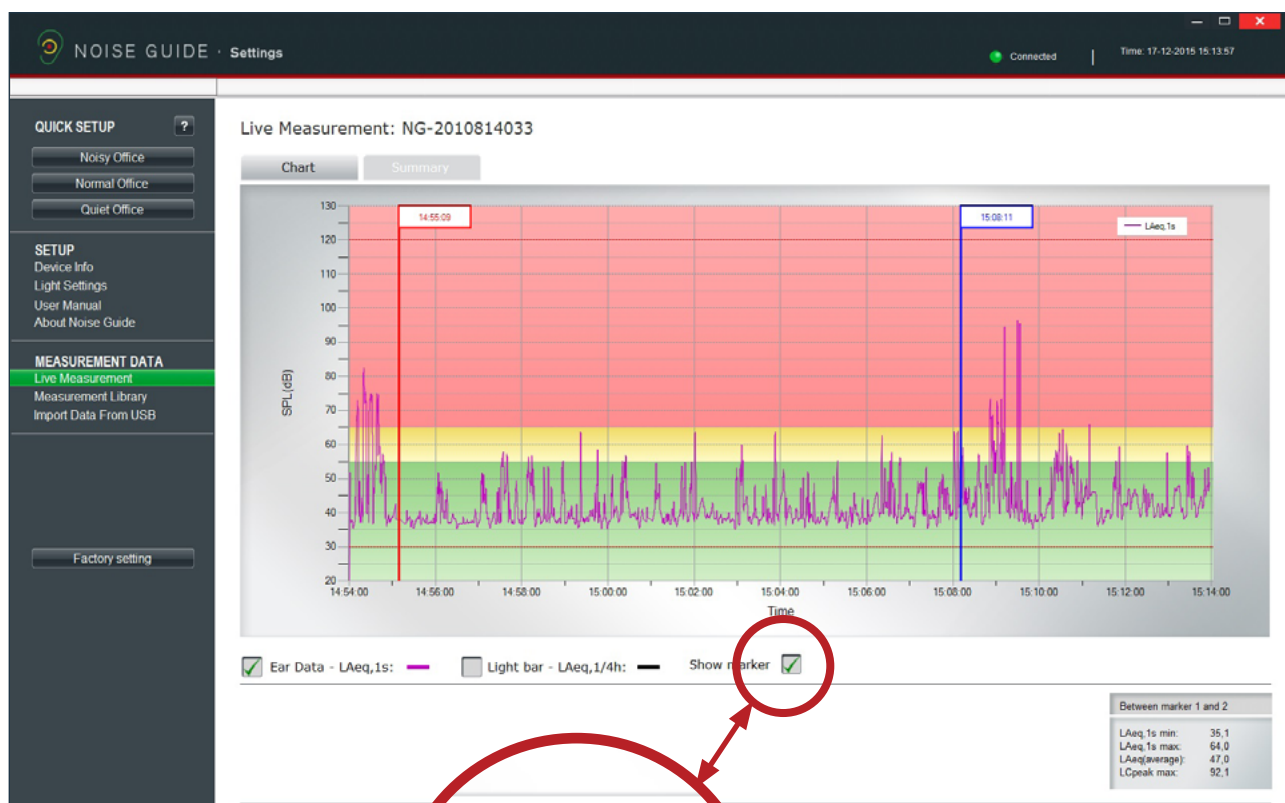 NOISE GUIDE · Settings
Connected | Time: 17-12-2015 15:13:57
QUICK SETUP ?
Noisy Office
Normal Office
Quiet Office
SETUP
Device Info
Light Settings
User Manual
About Noise Guide
MEASUREMENT DATA
Live Measurement
Measurement Library
Import Data From USB
Factory setting
Live Measurement: NG-2010814033
Chart Summary
14:55:09
15:08:11
LAeq,1s
SPL(dB)
130
120
110
100
90
80
70
60
50
40
30
20
14:54:00 14:56:00 14:58:00 15:00:00 15:02:00 15:04:00 15:06:00 15:08:00 15:10:00 15:12:00 15:14:00
Time
Ear Data - LAeq,1s: Light bar - LAeq,1/4h: Show marker
Between marker 1 and 2
LAeq,1s min: 35,1
LAeq,1s max: 64,0
LAeq(average): 47,0
LCpeak max: 92,1